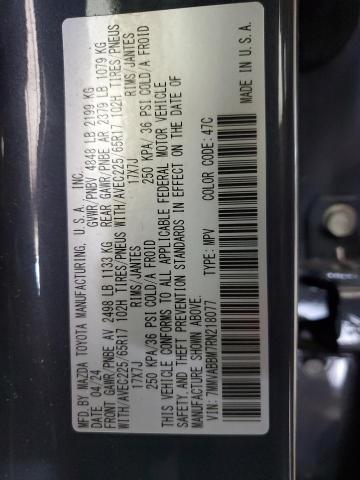 MFD. BY MAZDA TOYOTA MANUFACTURING, U.S.A., INC.
DATE 04/24 GVWR/PNBV 4848 LB 2199 KG
FRONT GAWR/PNBE AV 2498 LB 1133 KG REAR GAWR/PNBE AR 2379 LB 1079 KG
WITH/AVEC225/65R17 102H TIRES/PNEUS WITH/AVEC225/65R17 102H TIRES/PNEUS
17X7J RIMS/JANTES 17X7J RIMS/JANTES
250 KPA/ 36 PSI COLD/A FROID 250 KPA/ 36 PSI COLD/A FROID
THIS VEHICLE CONFORMS TO ALL APPLICABLE FEDERAL MOTOR VEHICLE
SAFETY AND THEFT PREVENTION STANDARDS IN EFFECT ON THE DATE OF
MANUFACTURE SHOWN ABOVE.
VIN: 7MMVABBM7RN218077 TYPE: MPV COLOR CODE: 47C
MADE IN U.S.A.